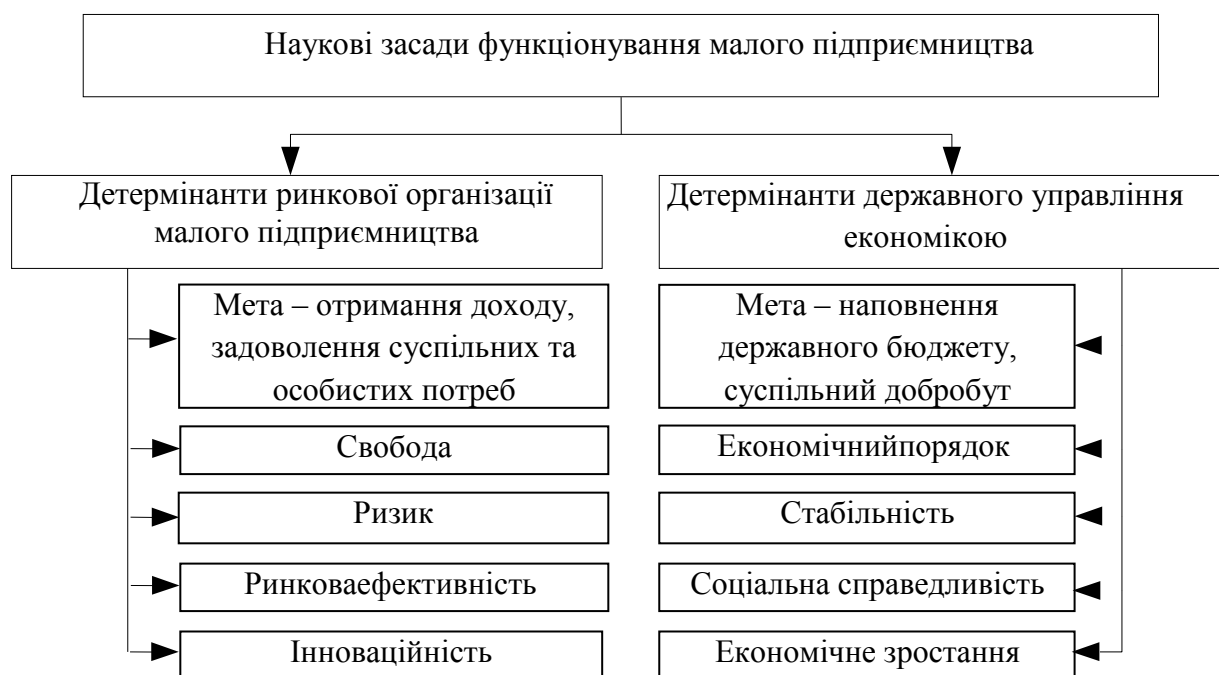 Наукові засади функціонування малого підприємництва
Детермінанти ринкової організації
малого підприємництва
Мета – отримання доходу,
задоволення суспільних та
особистих потреб
Свобода
Ризик
Ринковаефективність
Інноваційність
Детермінанти державного управління
економікою
Мета – наповнення
державного бюджету,
суспільний добробут
Економічнийпорядок
Стабільність
Соціальна справедливість
Економічне зростання